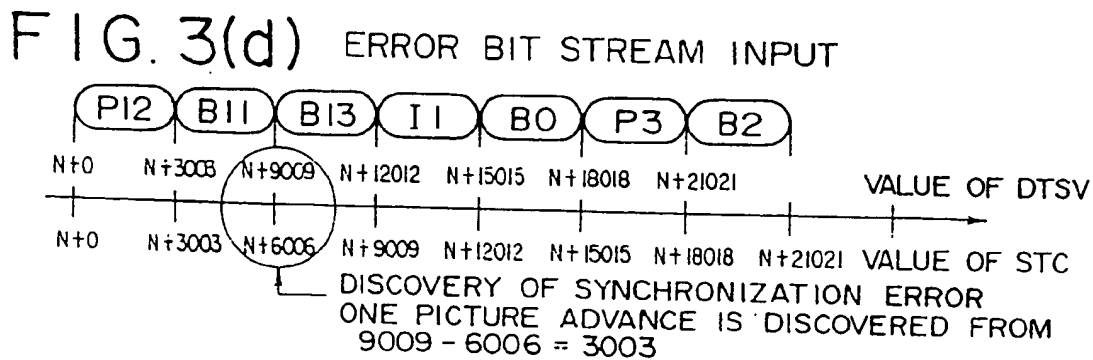 FIG. 3(d) ERROR BIT STREAM INPUT
P12 B11 B13 I1 B0 P3 B2
N+0 N+3003 N+9009 N+12012 N+15015 N+18018 N+21021 VALUE OF DTSV
N+0 N+3003 N+6006 N+9009 N+12012 N+15015 N+18018 N+21021 VALUE OF STC
DISCOVERY OF SYNCHRONIZATION ERROR
ONE PICTURE ADVANCE IS DISCOVERED FROM
9009 - 6006 = 3003